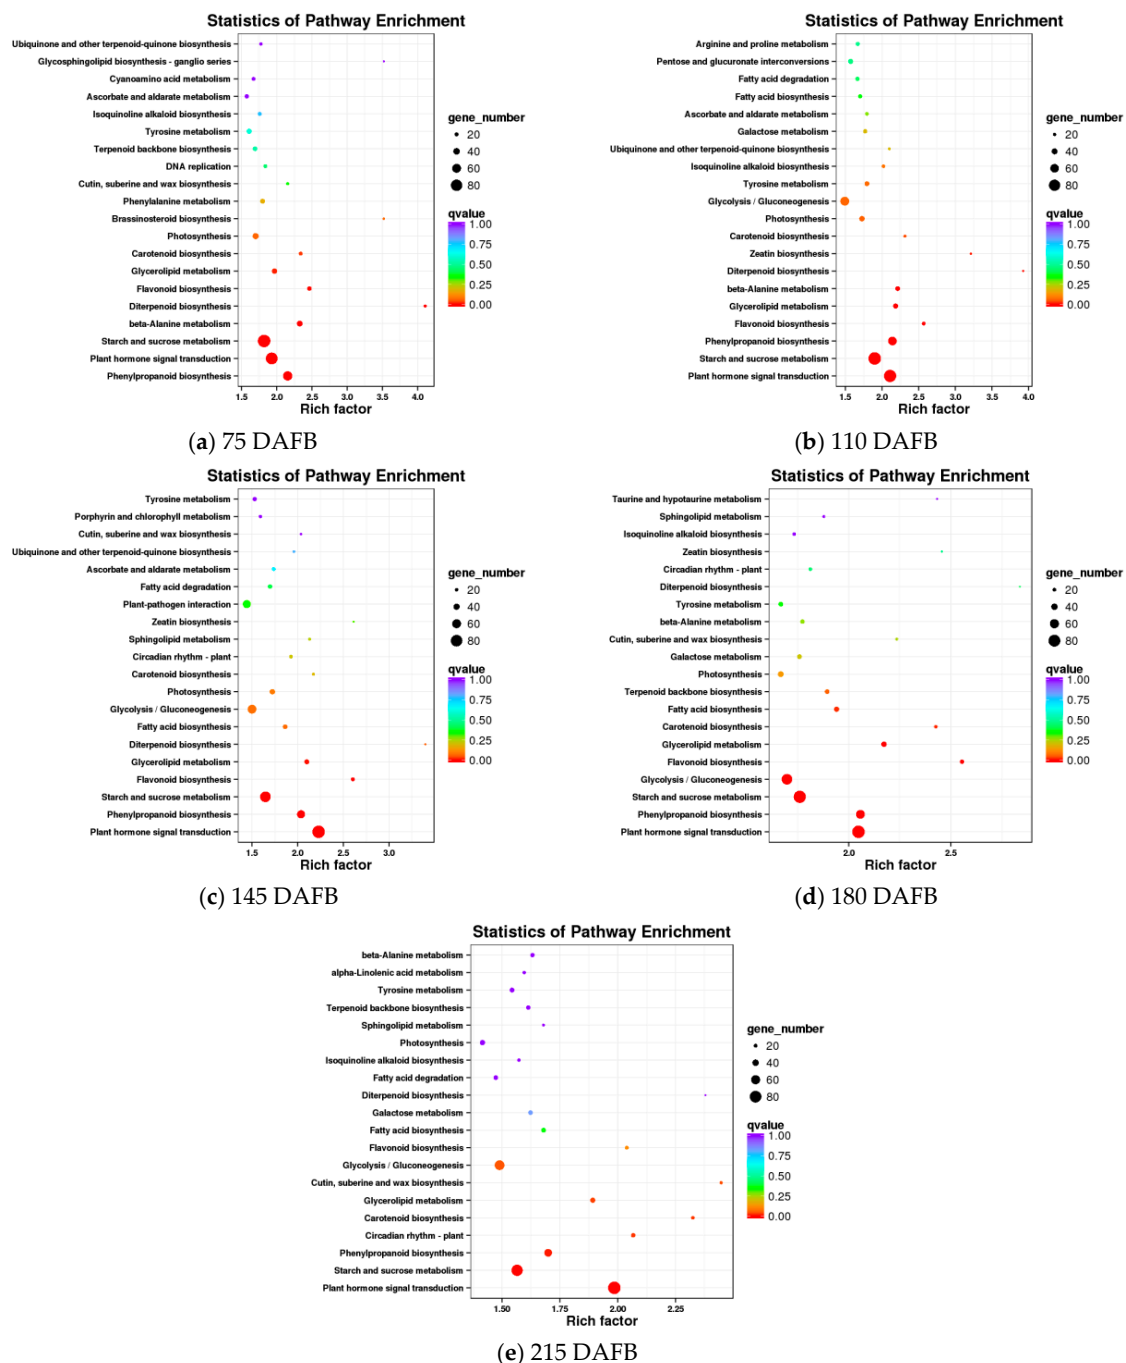 Statistics of Pathway Enrichment
Ubiquinone and other terpenoid-quinone biosynthesis
Glycosphingolipid biosynthesis - ganglio series
Cyanoamino acid metabolism
Ascorbate and aldarate metabolism
Isoquinoline alkaloid biosynthesis
Tyrosine metabolism
Terpenoid backbone biosynthesis
DNA replication
Cutin, suberine and wax biosynthesis
Phenylalanine metabolism
Brassinosteroid biosynthesis
Photosynthesis
Carotenoid biosynthesis
Glycerolipid metabolism
Flavonoid biosynthesis
Diterpenoid biosynthesis
beta-Alanine metabolism
Starch and sucrose metabolism
Plant hormone signal transduction
Phenylpropanoid biosynthesis
1.5 2.0 2.5 3.0 3.5 4.0
Rich factor
gene_number
20
40
60
80
qvalue
1.00
0.75
0.50
0.25
0.00
(a) 75 DAFB
Statistics of Pathway Enrichment
Arginine and proline metabolism
Pentose and glucuronate interconversions
Fatty acid degradation
Fatty acid biosynthesis
Ascorbate and aldarate metabolism
Galactose metabolism
Ubiquinone and other terpenoid-quinone biosynthesis
Isoquinoline alkaloid biosynthesis
Tyrosine metabolism
Glycolysis / Gluconeogenesis
Photosynthesis
Carotenoid biosynthesis
Zeatin biosynthesis
Diterpenoid biosynthesis
beta-Alanine metabolism
Glycerolipid metabolism
Flavonoid biosynthesis
Phenylpropanoid biosynthesis
Starch and sucrose metabolism
Plant hormone signal transduction
1.5 2.0 2.5 3.0 3.5 4.0
Rich factor
gene_number
20
40
60
80
qvalue
1.00
0.75
0.50
0.25
0.00
(b) 110 DAFB
Statistics of Pathway Enrichment
Tyrosine metabolism
Porphyrin and chlorophyll metabolism
Cutin, suberine and wax biosynthesis
Ubiquinone and other terpenoid-quinone biosynthesis
Ascorbate and aldarate metabolism
Fatty acid degradation
Plant-pathogen interaction
Zeatin biosynthesis
Sphingolipid metabolism
Circadian rhythm - plant
Carotenoid biosynthesis
Photosynthesis
Glycolysis / Gluconeogenesis
Fatty acid biosynthesis
Diterpenoid biosynthesis
Glycerolipid metabolism
Flavonoid biosynthesis
Starch and sucrose metabolism
Phenylpropanoid biosynthesis
Plant hormone signal transduction
1.5 2.0 2.5 3.0
Rich factor
gene_number
20
40
60
80
qvalue
1.00
0.75
0.50
0.25
0.00
(c) 145 DAFB
Statistics of Pathway Enrichment
Taurine and hypotaurine metabolism
Sphingolipid metabolism
Isoquinoline alkaloid biosynthesis
Zeatin biosynthesis
Circadian rhythm - plant
Diterpenoid biosynthesis
Tyrosine metabolism
beta-Alanine metabolism
Cutin, suberine and wax biosynthesis
Galactose metabolism
Photosynthesis
Terpenoid backbone biosynthesis
Fatty acid biosynthesis
Carotenoid biosynthesis
Glycerolipid metabolism
Flavonoid biosynthesis
Glycolysis / Gluconeogenesis
Starch and sucrose metabolism
Phenylpropanoid biosynthesis
Plant hormone signal transduction
2.0 2.5
Rich factor
gene_number
20
40
60
80
qvalue
1.00
0.75
0.50
0.25
0.00
(d) 180 DAFB
Statistics of Pathway Enrichment
beta-Alanine metabolism
alpha-Linolenic acid metabolism
Tyrosine metabolism
Terpenoid backbone biosynthesis
Sphingolipid metabolism
Photosynthesis
Isoquinoline alkaloid biosynthesis
Fatty acid degradation
Diterpenoid biosynthesis
Galactose metabolism
Fatty acid biosynthesis
Flavonoid biosynthesis
Glycolysis / Gluconeogenesis
Cutin, suberine and wax biosynthesis
Glycerolipid metabolism
Carotenoid biosynthesis
Circadian rhythm - plant
Phenylpropanoid biosynthesis
Starch and sucrose metabolism
Plant hormone signal transduction
1.50 1.75 2.00 2.25
Rich factor
gene_number
20
40
60
80
qvalue
1.00
0.75
0.50
0.25
0.00
(e) 215 DAFB